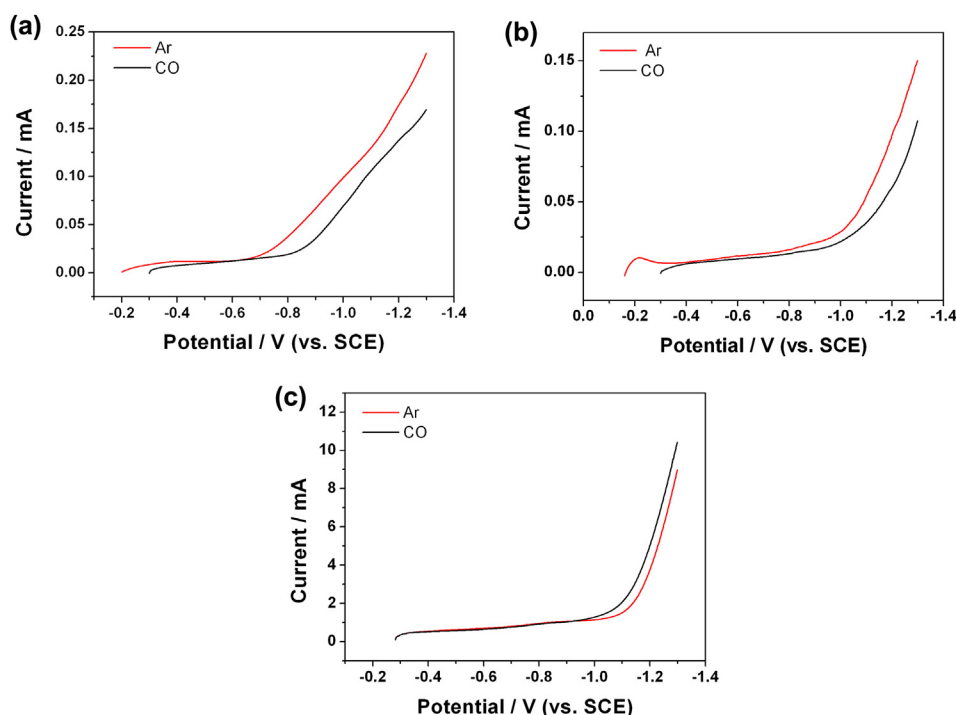 (a)
Ar
CO
0.25
0.20
0.15
0.10
0.05
0.00
Current / mA
-0.2 -0.4 -0.6 -0.8 -1.0 -1.2 -1.4
Potential / V (vs. SCE)
(b)
Ar
CO
0.15
0.10
0.05
0.00
Current / mA
0.0 -0.2 -0.4 -0.6 -0.8 -1.0 -1.2 -1.4
Potential / V (vs. SCE)
(c)
Ar
CO
12
10
8
6
4
2
0
Current / mA
-0.2 -0.4 -0.6 -0.8 -1.0 -1.2 -1.4
Potential / V (vs. SCE)